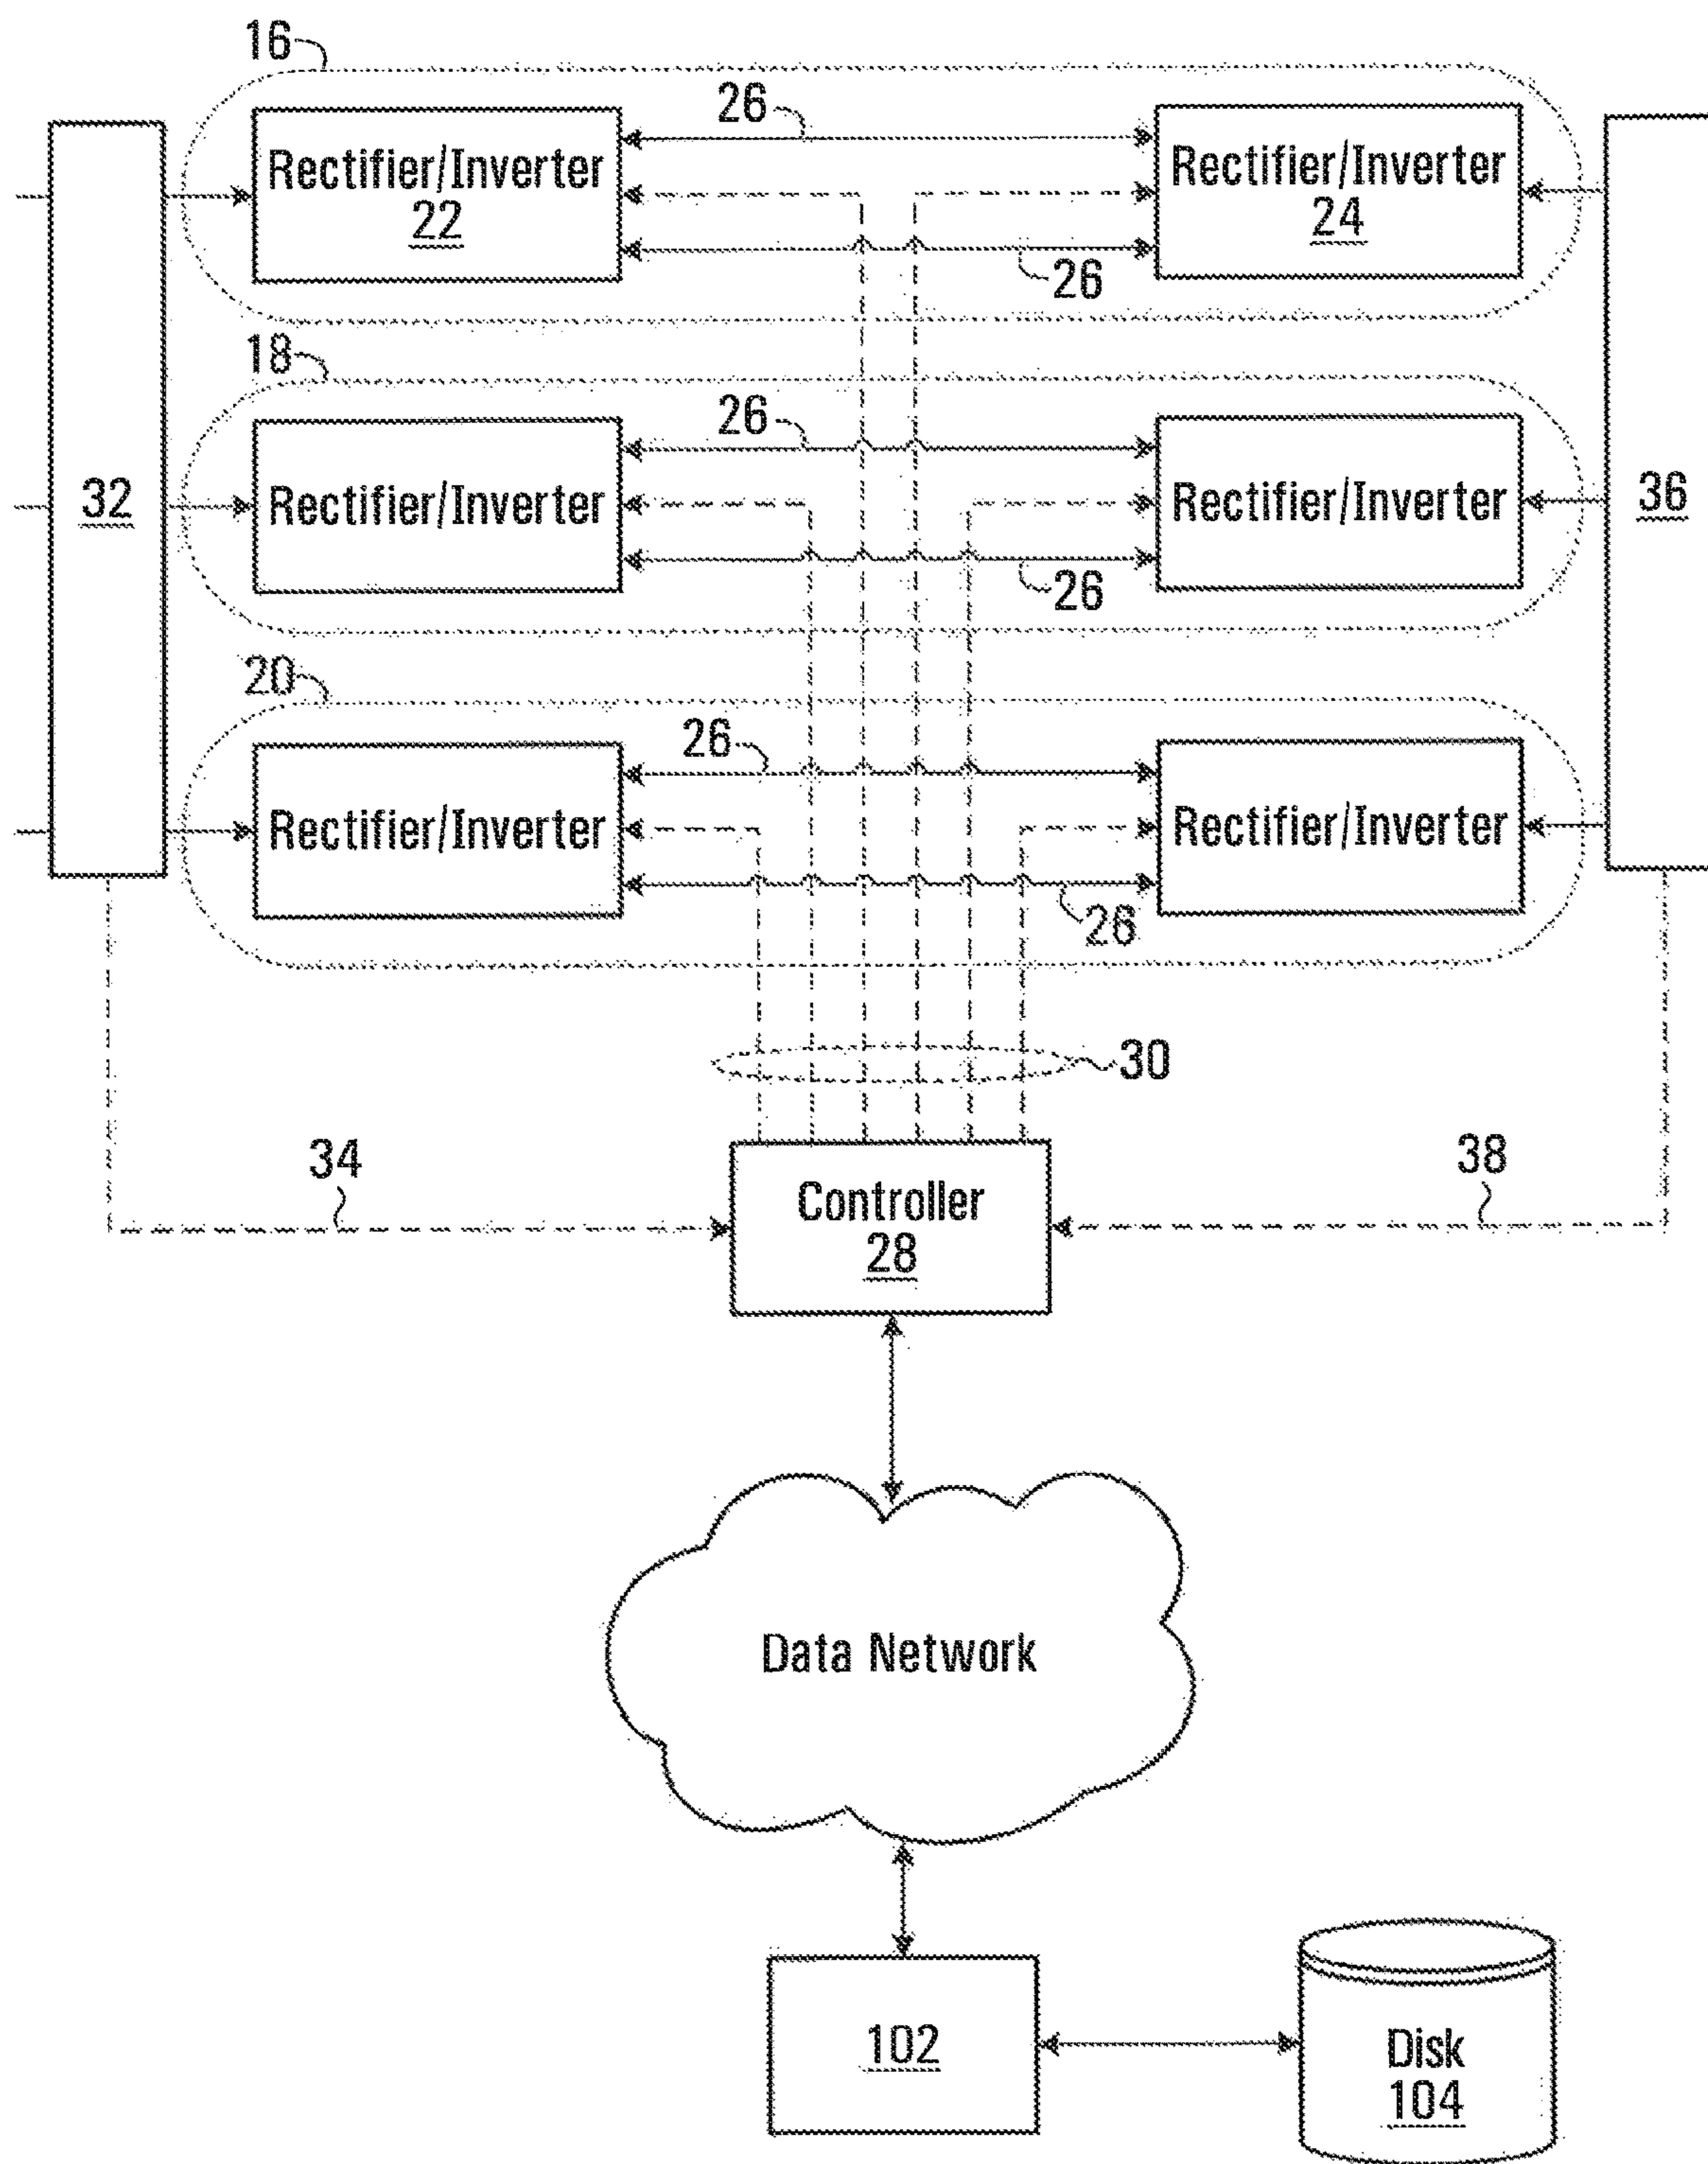 16
26
Rectifier/Inverter
22
Rectifier/Inverter
24
26
18
26
32
Rectifier/Inverter
Rectifier/Inverter
36
26
20
26
Rectifier/Inverter
Rectifier/Inverter
26
30
34
38
Controller
28
Data Network
102
Disk
104